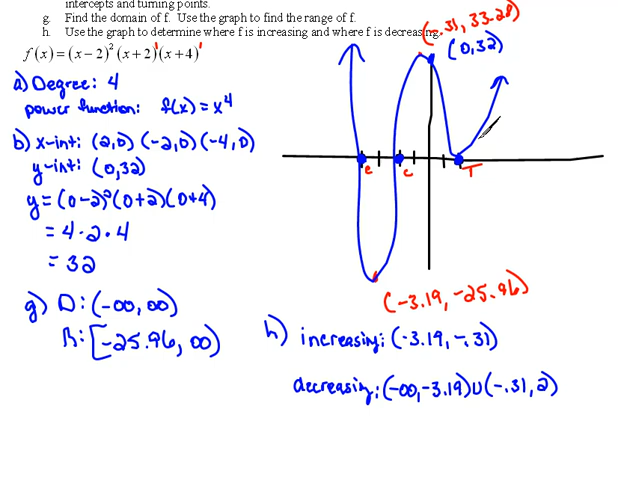 intercepts and turning points.
g. Find the domain of f. Use the graph to find the range of f.
h. Use the graph to determine where f is increasing and where f is decreasing.
f(x) = (x−2)²(x+2)¹(x+4)¹
a) Degree: 4
power function: f(x) = x⁴
b) x-int: (2,0) (-2,0) (-4,0)
y-int: (0,32)
y = (0-2)²(0+2)(0+4)
= 4·2·4
= 32
g) D: (-∞, ∞)
R: [-25.96, ∞)
(-.31, 33.28)
(0,32)
c c T
(-3.19, -25.96)
h) increasing: (-3.19, -.31)
decreasing: (-∞, -3.19)∪(-.31, 2)